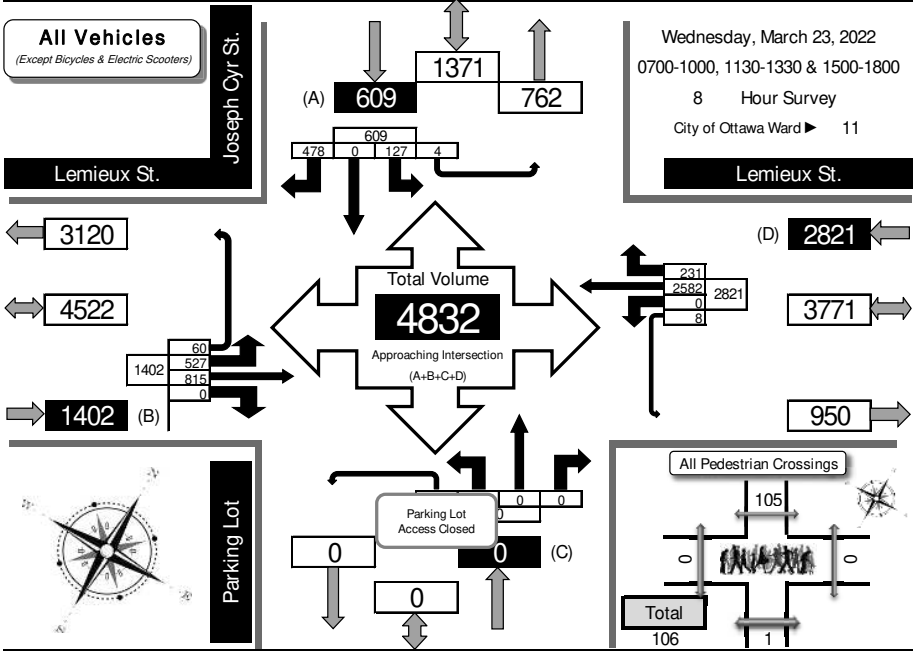 All Vehicles
(Except Bicycles & Electric Scooters)
Joseph Cyr St.
Lemieux St.
(A)
609
1371
762
Wednesday, March 23, 2022
0700-1000, 1130-1330 & 1500-1800
8 Hour Survey
City of Ottawa Ward ► 11
Lemieux St.
609
478 0 127 4
3120
4522
1402
60
527
815
0
1402 (B)
Total Volume
4832
Approaching Intersection
(A+B+C+D)
231
2582
0
8
2821
(D) 2821
3771
950
Parking Lot
Parking Lot
Access Closed
0 0
0
0
0 (C)
0
All Pedestrian Crossings
105
0
0
Total
106
1